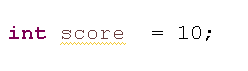 int score  = 10;